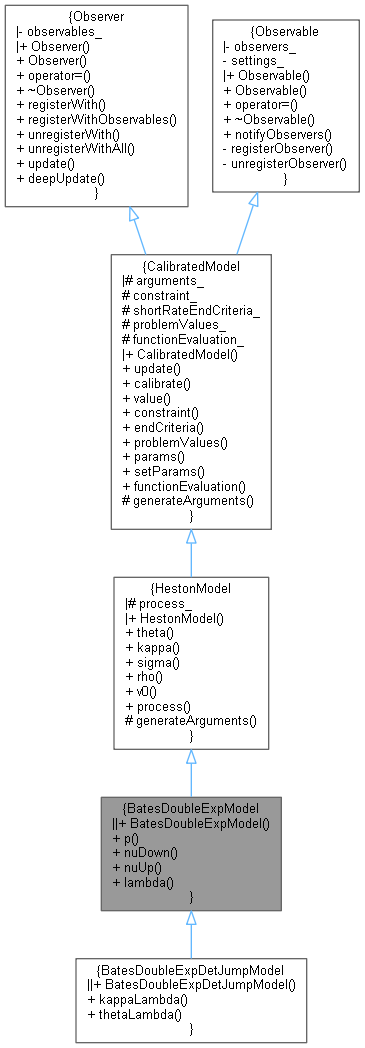 {Observer
|- observables_
|+ Observer()
+ Observer()
+ operator=()
+ ~Observer()
+ registerWith()
+ registerWithObservables()
+ unregisterWith()
+ unregisterWithAll()
+ update()
+ deepUpdate()
}
{Observable
|- observers_
- settings_
|+ Observable()
+ Observable()
+ operator=()
+ ~Observable()
+ notifyObservers()
- registerObserver()
- unregisterObserver()
}
{CalibratedModel
|# arguments_
# constraint_
# shortRateEndCriteria_
# problemValues_
# functionEvaluation_
|+ CalibratedModel()
+ update()
+ calibrate()
+ value()
+ constraint()
+ endCriteria()
+ problemValues()
+ params()
+ setParams()
+ functionEvaluation()
# generateArguments()
}
{HestonModel
|# process_
|+ HestonModel()
+ theta()
+ kappa()
+ sigma()
+ rho()
+ v0()
+ process()
# generateArguments()
}
{BatesDoubleExpModel
||+ BatesDoubleExpModel()
+ p()
+ nuDown()
+ nuUp()
+ lambda()
}
{BatesDoubleExpDetJumpModel
||+ BatesDoubleExpDetJumpModel()
+ kappaLambda()
+ thetaLambda()
}